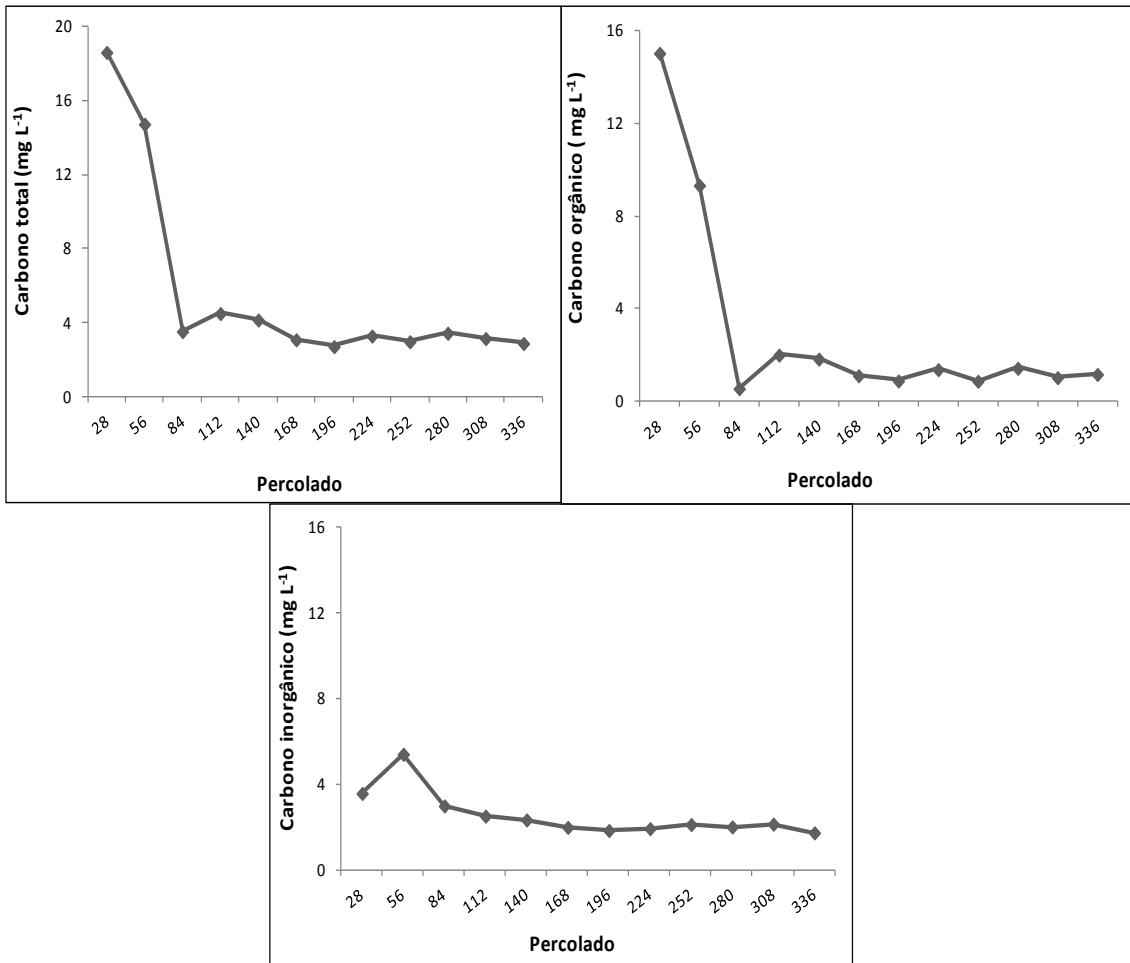 Carbono total (mg L-1)
20
16
12
8
4
0
28 56 84 112 140 168 196 224 252 280 308 336
Percolado
Carbono orgânico ( mg L-1)
16
12
8
4
0
28 56 84 112 140 168 196 224 252 280 308 336
Percolado
Carbono inorgânico (mg L-1)
16
12
8
4
0
28 56 84 112 140 168 196 224 252 280 308 336
Percolado